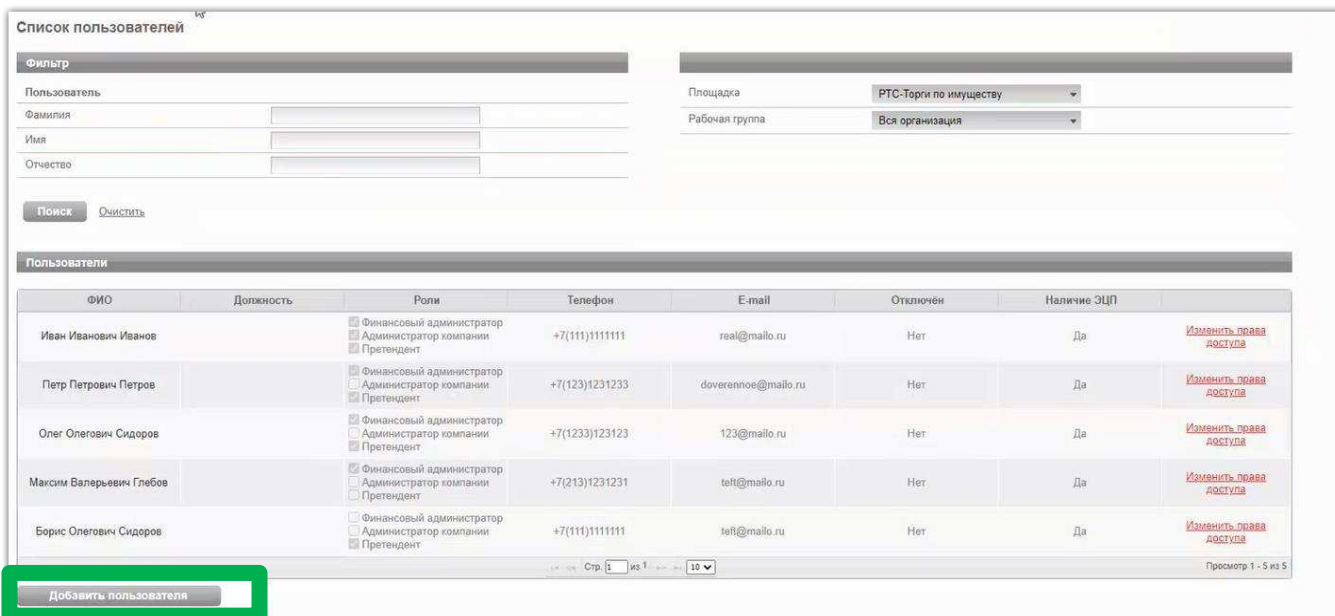 Список пользователей
Фильтр
Пользователь
Фамилия
Имя
Отчество
Площадка РТС-Торги по имуществу
Рабочая группа Вся организация
Поиск Очистить
Пользователи
ФИО Должность Роли Телефон E-mail Отключён Наличие ЭЦП
Финансовый администратор
Иван Иванович Иванов Администратор компании +7(111)1111111 real@mailo.ru Нет Да Изменить права доступа
Претендент
Финансовый администратор
Петр Петрович Петров Администратор компании +7(123)1231233 doverennoe@mailo.ru Нет Да Изменить права доступа
Претендент
Финансовый администратор
Олег Олегович Сидоров Администратор компании +7(1233)123123 123@mailo.ru Нет Да Изменить права доступа
Претендент
Финансовый администратор
Максим Валерьевич Глебов Администратор компании +7(213)1231231 teft@mailo.ru Нет Да Изменить права доступа
Претендент
Финансовый администратор
Борис Олегович Сидоров Администратор компании +7(111)1111111 teft@mailo.ru Нет Да Изменить права доступа
Претендент
Стр. 1 из 1 10 Просмотр 1 - 5 из 5
Добавить пользователя